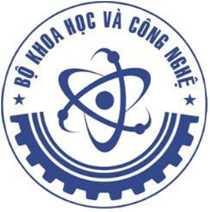 BỘ KHOA HỌC VÀ CÔNG NGHỆ